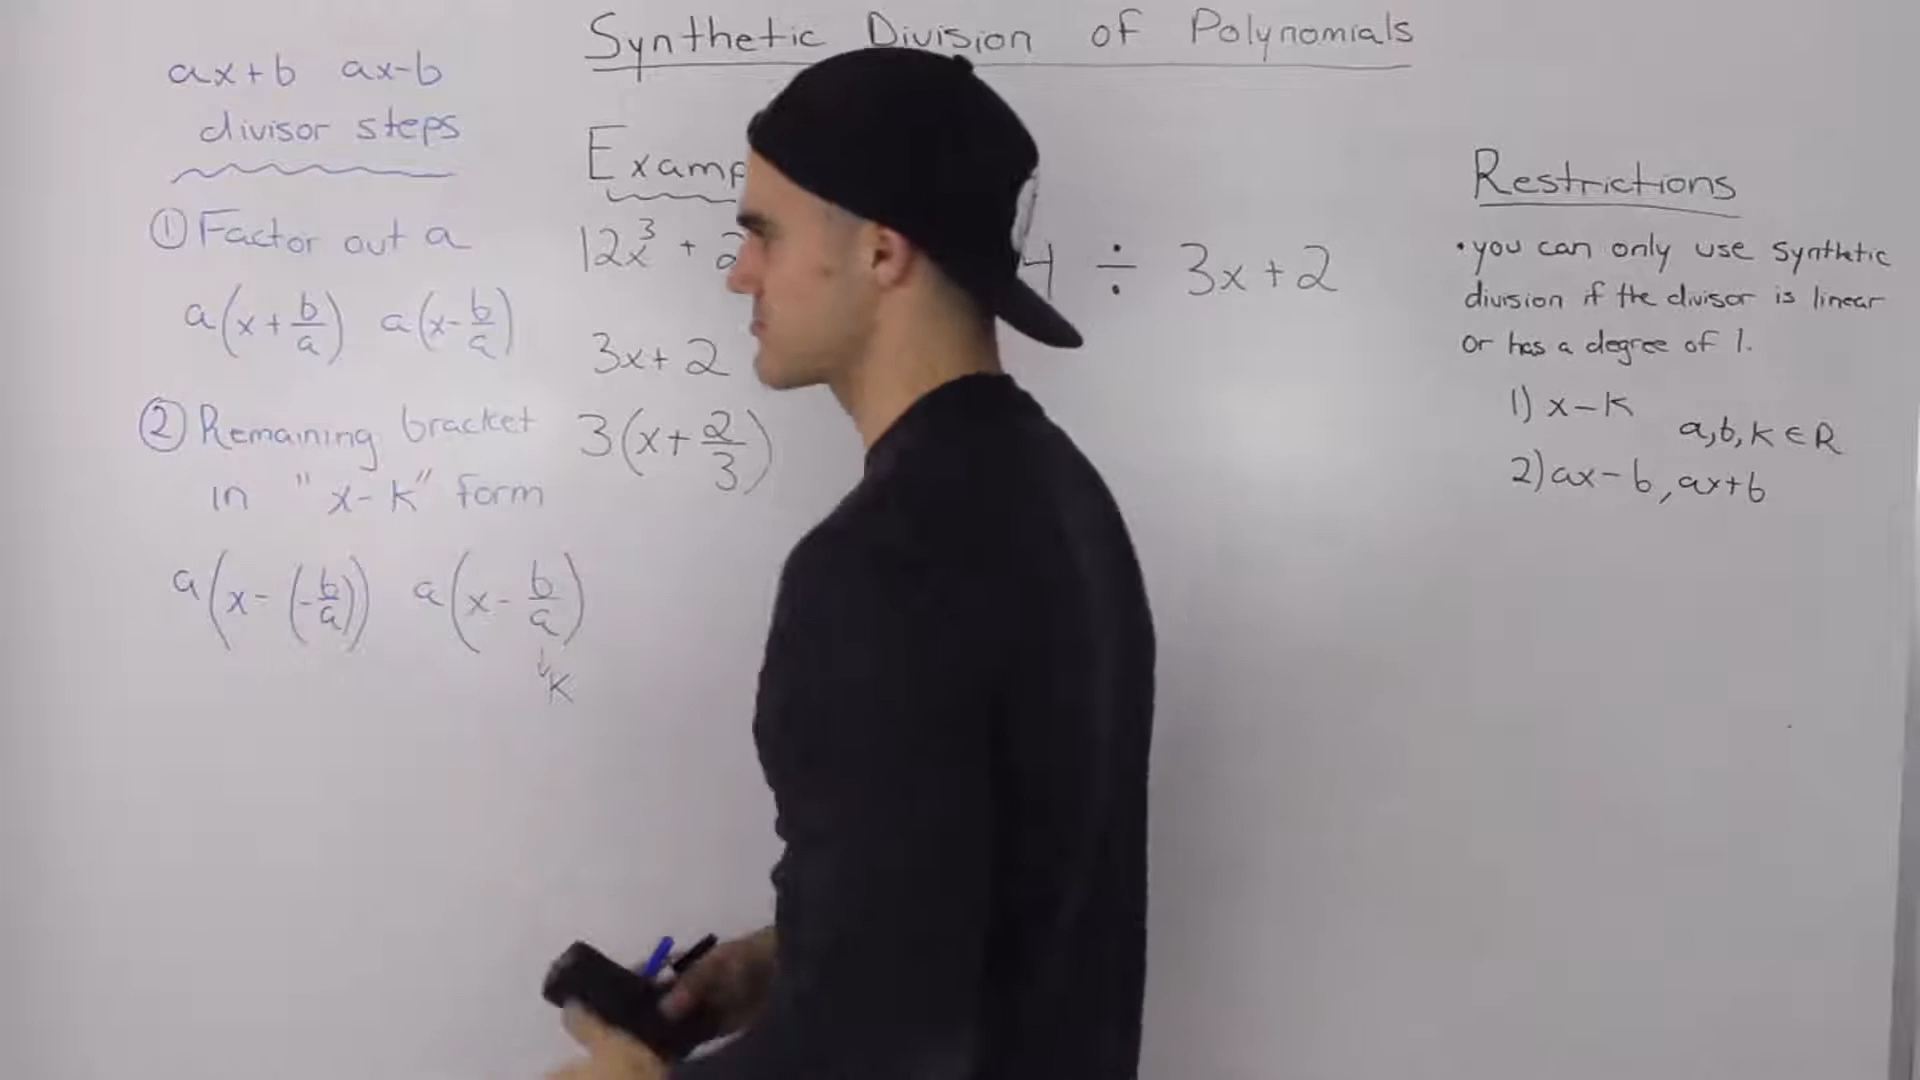 Synthetic Division of Polynomials
ax+b ax-b
divisor steps
① Factor out a
a(x + b/a) a(x - b/a)
② Remaining bracket
in "x-k" form
a(x - (-b/a)) a(x - b/a)
↓k
12x³ +
4 ÷ 3x+2
3x+2
3(x + 2/3)
Restrictions
• you can only use synthetic
division if the divisor is linear
or has a degree of 1.
1) x-k
a,b,k ∈ R
2) ax-b, ax+b